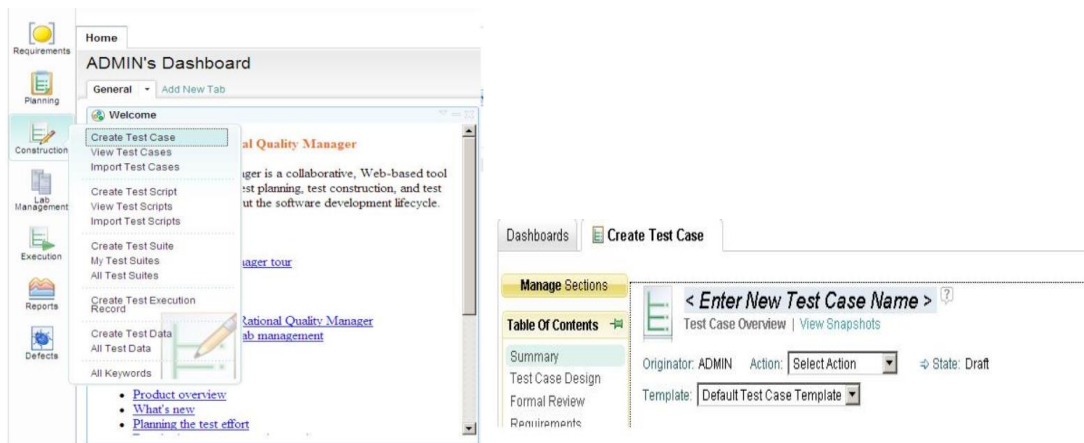 Requirements
Planning
Construction
Lab
Management
Execution
Reports
Defects
Home
ADMIN's Dashboard
General
Add New Tab
Welcome
Create Test Case
View Test Cases
Import Test Cases
Create Test Script
View Test Scripts
Import Test Scripts
Create Test Suite
My Test Suites
All Test Suites
Create Test Execution
Record
Create Test Data
All Test Data
All Keywords
al Quality Manager
ager is a collaborative, Web-based tool
est planning, test construction, and test
ut the software development lifecycle.
nager tour
Rational Quality Manager
ab management
Product overview
What's new
Planning the test effort
Dashboards
Create Test Case
Manage Sections
Table Of Contents
Summary
Test Case Design
Formal Review
Requirements
< Enter New Test Case Name > ?
Test Case Overview | View Snapshots
Originator: ADMIN Action: Select Action State: Draft
Template: Default Test Case Template